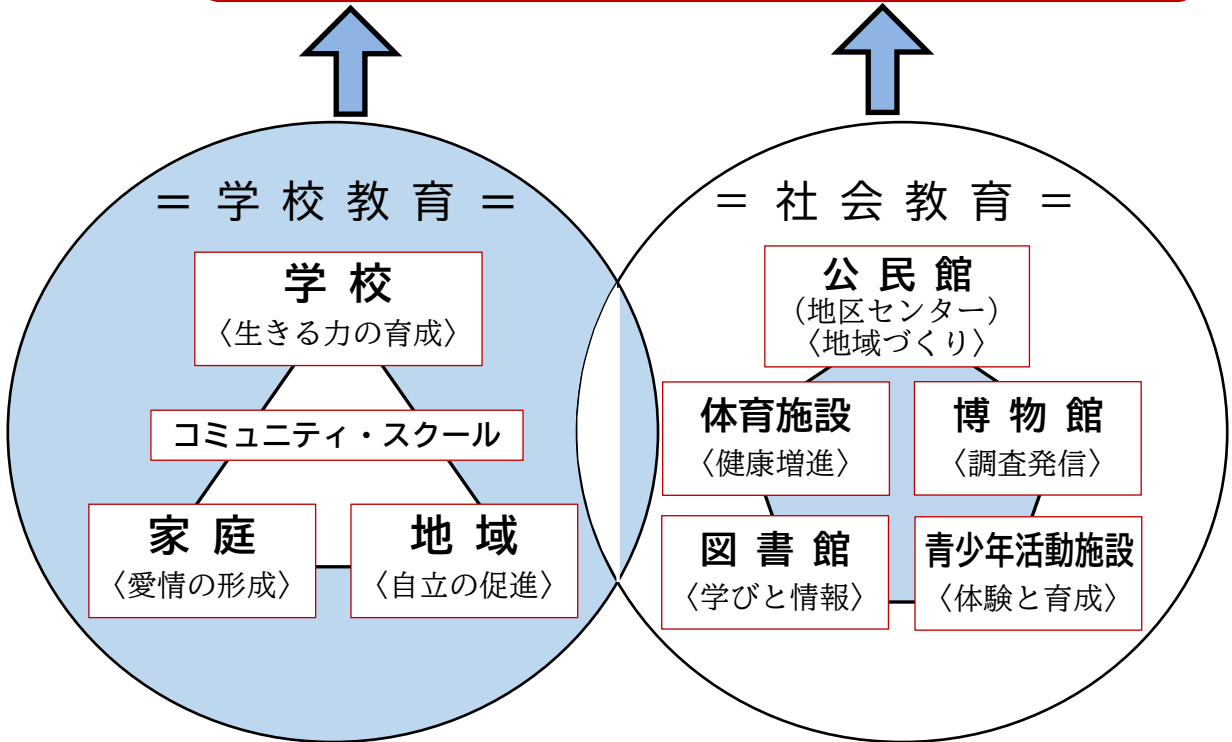 ＝学校教育＝
学校
〈生きる力の育成〉
コミュニティ・スクール
家庭
〈愛情の形成〉
地域
〈自立の促進〉
＝社会教育＝
公民館
（地区センター）
〈地域づくり〉
体育施設
〈健康増進〉
博物館
〈調査発信〉
図書館
〈学びと情報〉
青少年活動施設
〈体験と育成〉